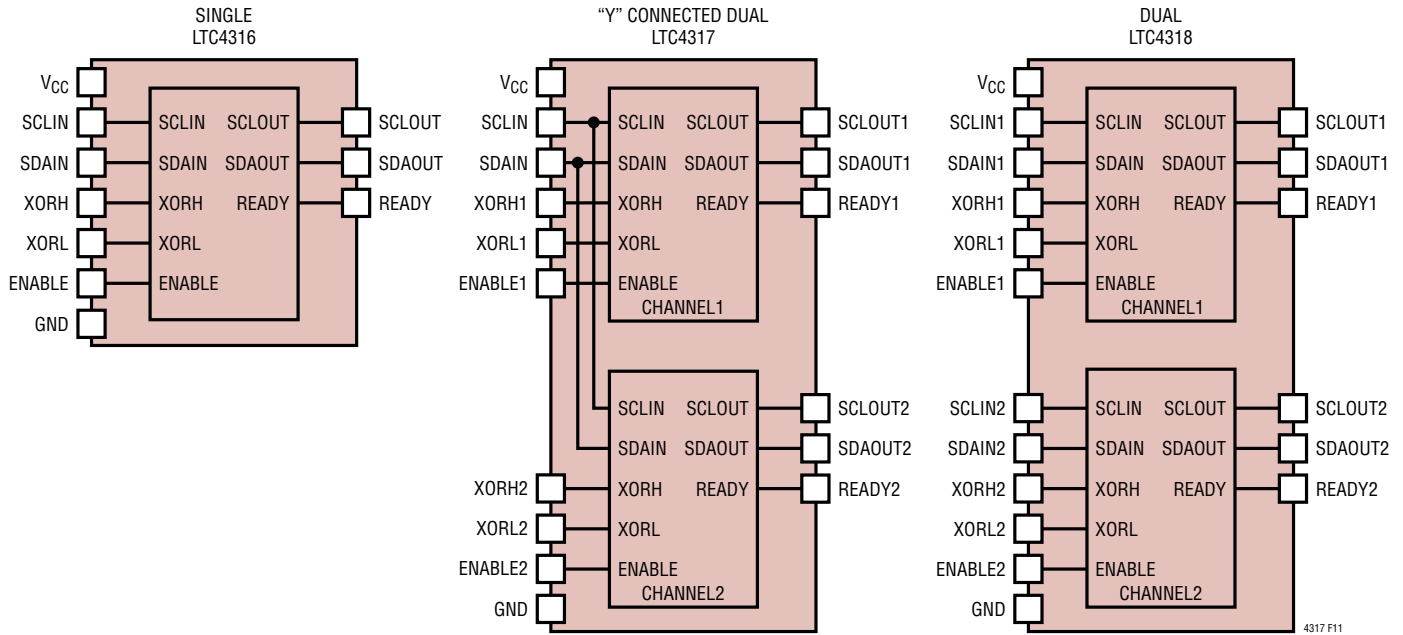 SINGLE
LTC4316
VCC
SCLIN
SDAIN
XORH
XORL
ENABLE
GND
SCLIN SCLOUT
SDAIN SDAOUT
XORH READY
XORL
ENABLE
SCLOUT
SDAOUT
READY
“Y” CONNECTED DUAL
LTC4317
VCC
SCLIN
SDAIN
XORH1
XORL1
ENABLE1
SCLIN SCLOUT
SDAIN SDAOUT
XORH READY
XORL
ENABLE
CHANNEL1
SCLOUT1
SDAOUT1
READY1
XORH2
XORL2
ENABLE2
GND
SCLIN SCLOUT
SDAIN SDAOUT
XORH READY
XORL
ENABLE
CHANNEL2
SCLOUT2
SDAOUT2
READY2
DUAL
LTC4318
VCC
SCLIN1
SDAIN1
XORH1
XORL1
ENABLE1
SCLIN SCLOUT
SDAIN SDAOUT
XORH READY
XORL
ENABLE
CHANNEL1
SCLOUT1
SDAOUT1
READY1
SCLIN2
SDAIN2
XORH2
XORL2
ENABLE2
GND
SCLIN SCLOUT
SDAIN SDAOUT
XORH READY
XORL
ENABLE
CHANNEL2
SCLOUT2
SDAOUT2
READY2
4317 F11